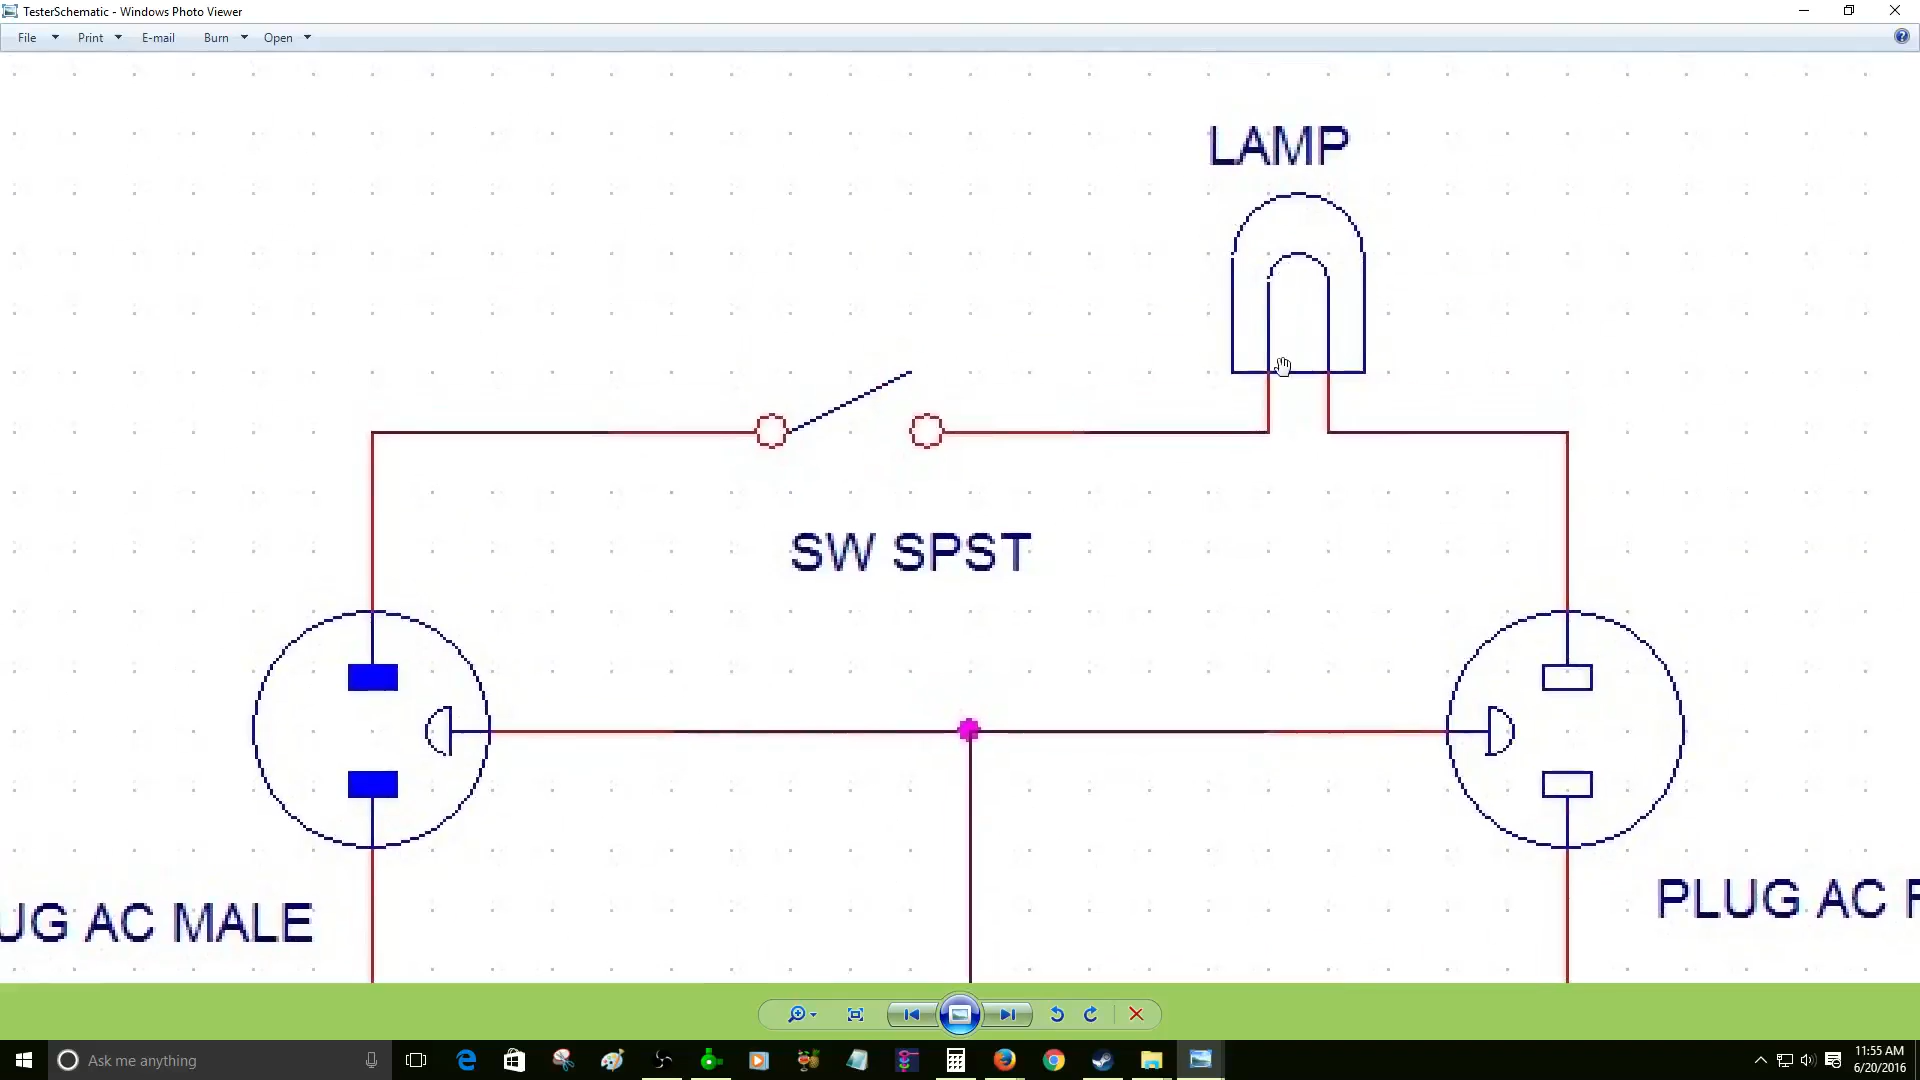 TesterSchematic - Windows Photo Viewer
File Print E-mail Burn Open
LAMP
SW SPST
UG AC MALE
PLUG AC F
Ask me anything
11:55 AM
6/20/2016